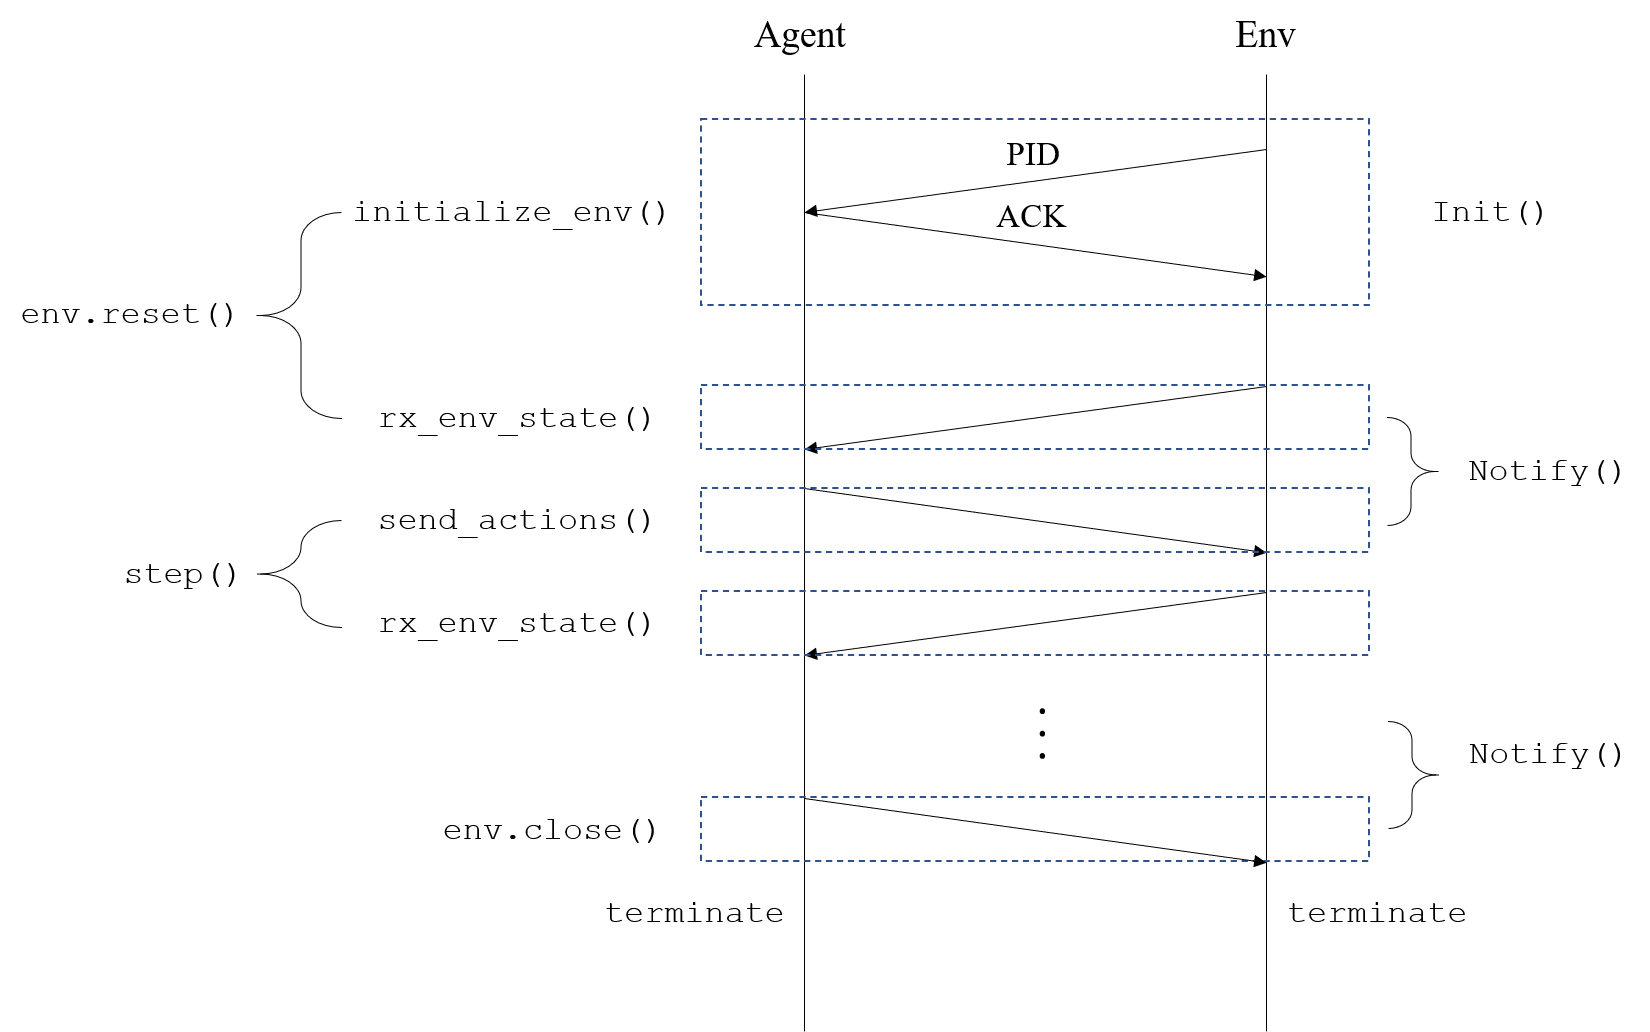 Agent
Env
PID
initialize_env()
ACK
Init()
env.reset()
rx_env_state()
Notify()
send_actions()
step()
rx_env_state()
Notify()
env.close()
terminate
terminate